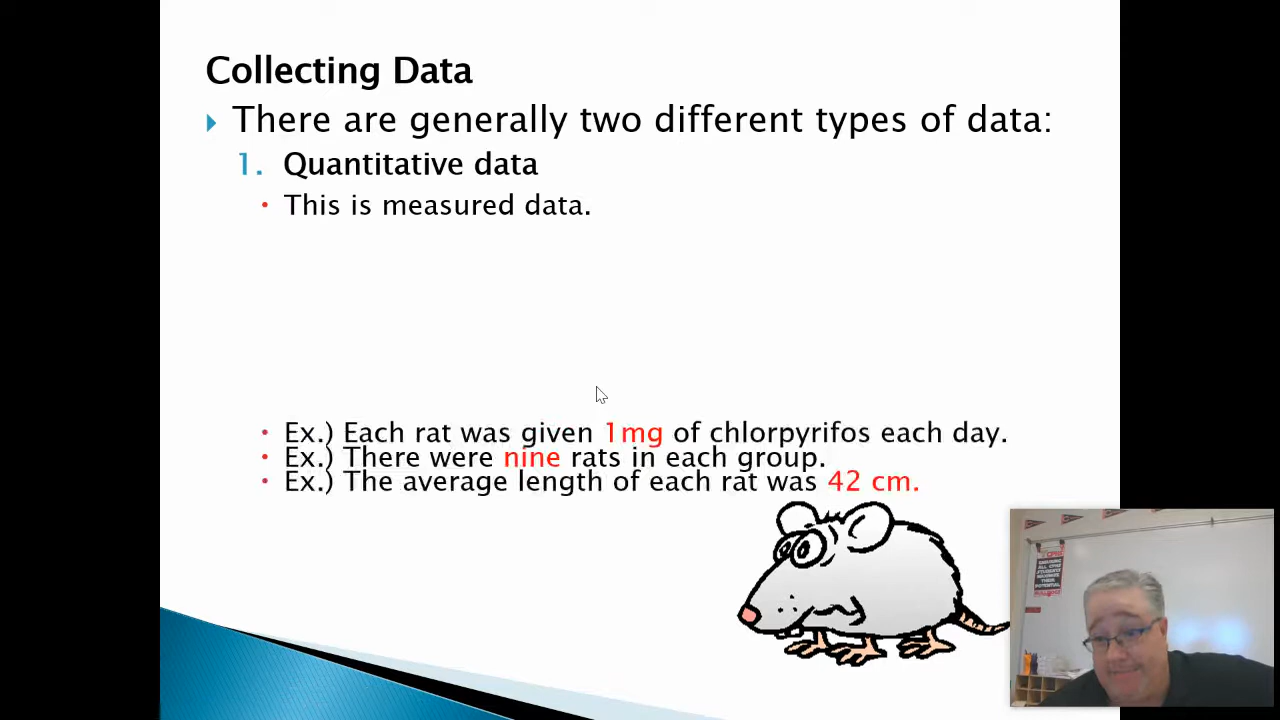 Collecting Data
There are generally two different types of data:
1. Quantitative data
• This is measured data.
• Ex.) Each rat was given 1mg of chlorpyrifos each day.
• Ex.) There were nine rats in each group.
• Ex.) The average length of each rat was 42 cm.